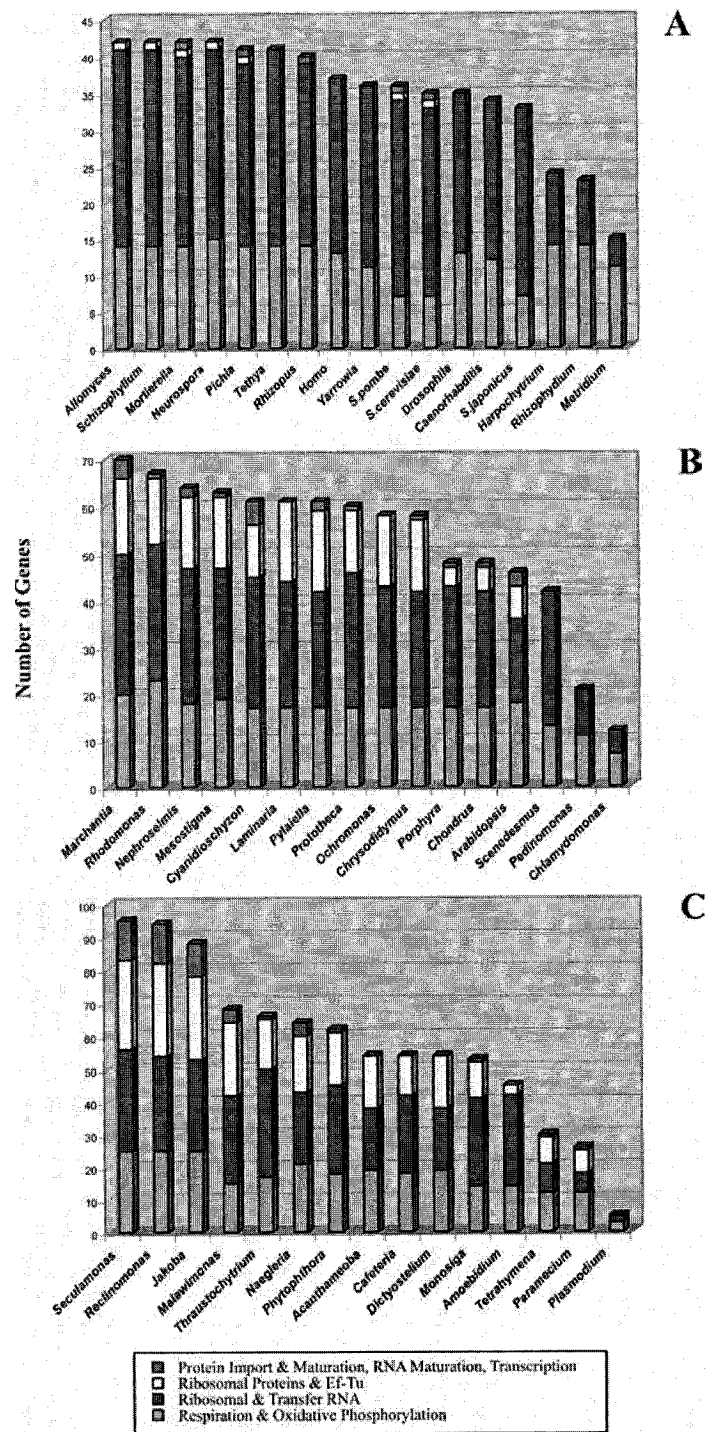 A
45
40
35
30
25
20
15
10
5
0
Allomyces
Schizophyllum
Mortierella
Neurospora
Pichia
Tethya
Rhizopus
Homo
Yarrowia
S.pombe
S.cerevisiae
Drosophila
Caenorhabditis
S.japonicus
Harpochytrium
Rhizophydium
Metridium
Number of Genes
B
70
60
50
40
30
20
10
0
Marchantia
Rhodomonas
Nephroselmis
Mesostigma
Cyanidioschyzon
Laminaria
Pylaiella
Prototheca
Ochromonas
Chrysodidymus
Porphyra
Chondrus
Arabidopsis
Scenedesmus
Pedinomonas
Chlamydomonas
C
100
90
80
70
60
50
40
30
20
10
0
Seculamonas
Reclinomonas
Jakoba
Malawimonas
Thraustochytrium
Naegleria
Phytophthora
Acanthamoeba
Cafeteria
Dictyostelium
Monosiga
Amoebidium
Tetrahymena
Paramecium
Plasmodium
Protein Import & Maturation, RNA Maturation, Transcription
Ribosomal Proteins & Ef-Tu
Ribosomal & Transfer RNA
Respiration & Oxidative Phosphorylation